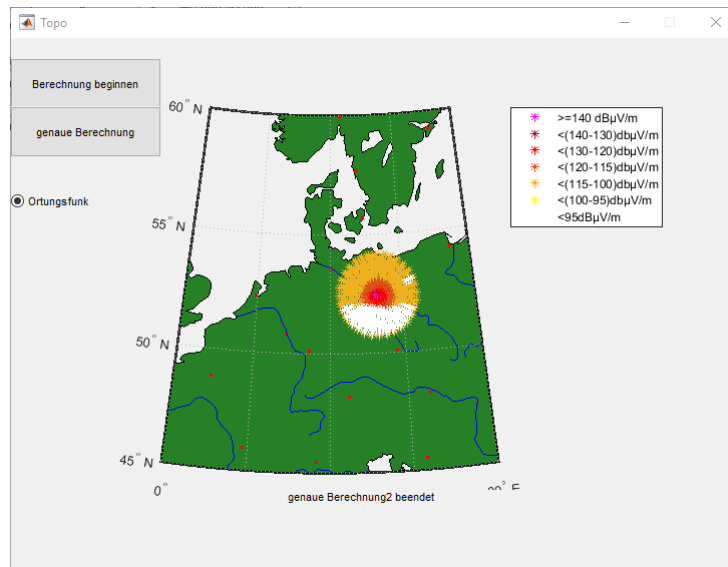 Topo
Berechnung beginnen
genaue Berechnung
Ortungsfunk
60° N
55° N
50° N
45° N
0°
20° E
genaue Berechnung2 beendet
>=140 dBµV/m
<(140-130)dbµV/m
<(130-120)dbµV/m
<(120-115)dbµV/m
<(115-100)dbµV/m
<(100-95)dbµV/m
<95dBµV/m